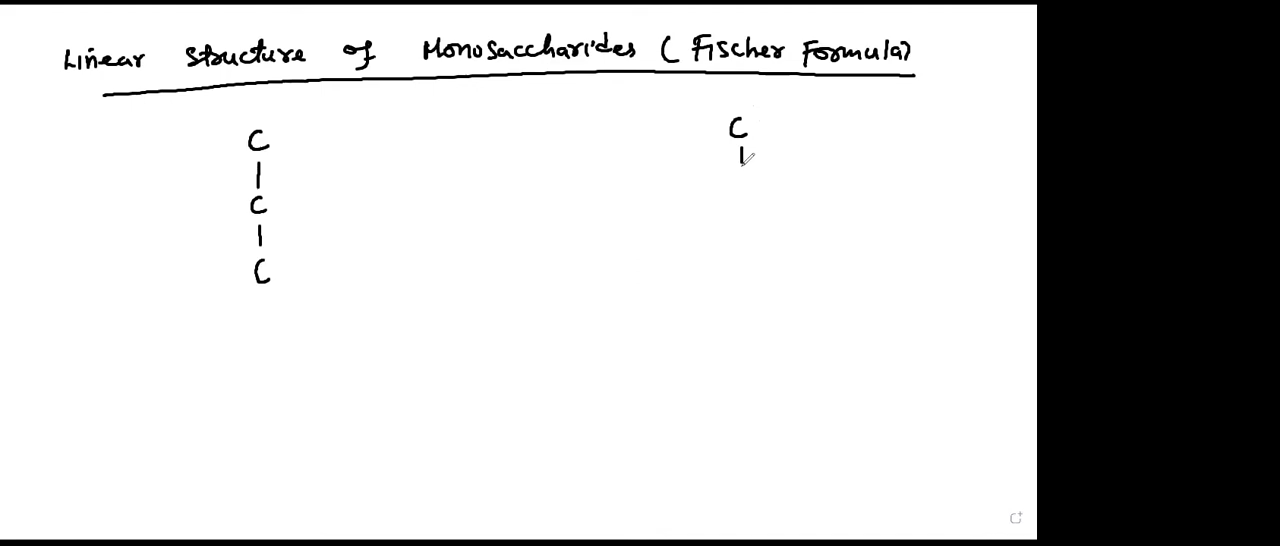 Linear Structure of Monosaccharides ( Fischer Formula)
C C
|
C
|
C